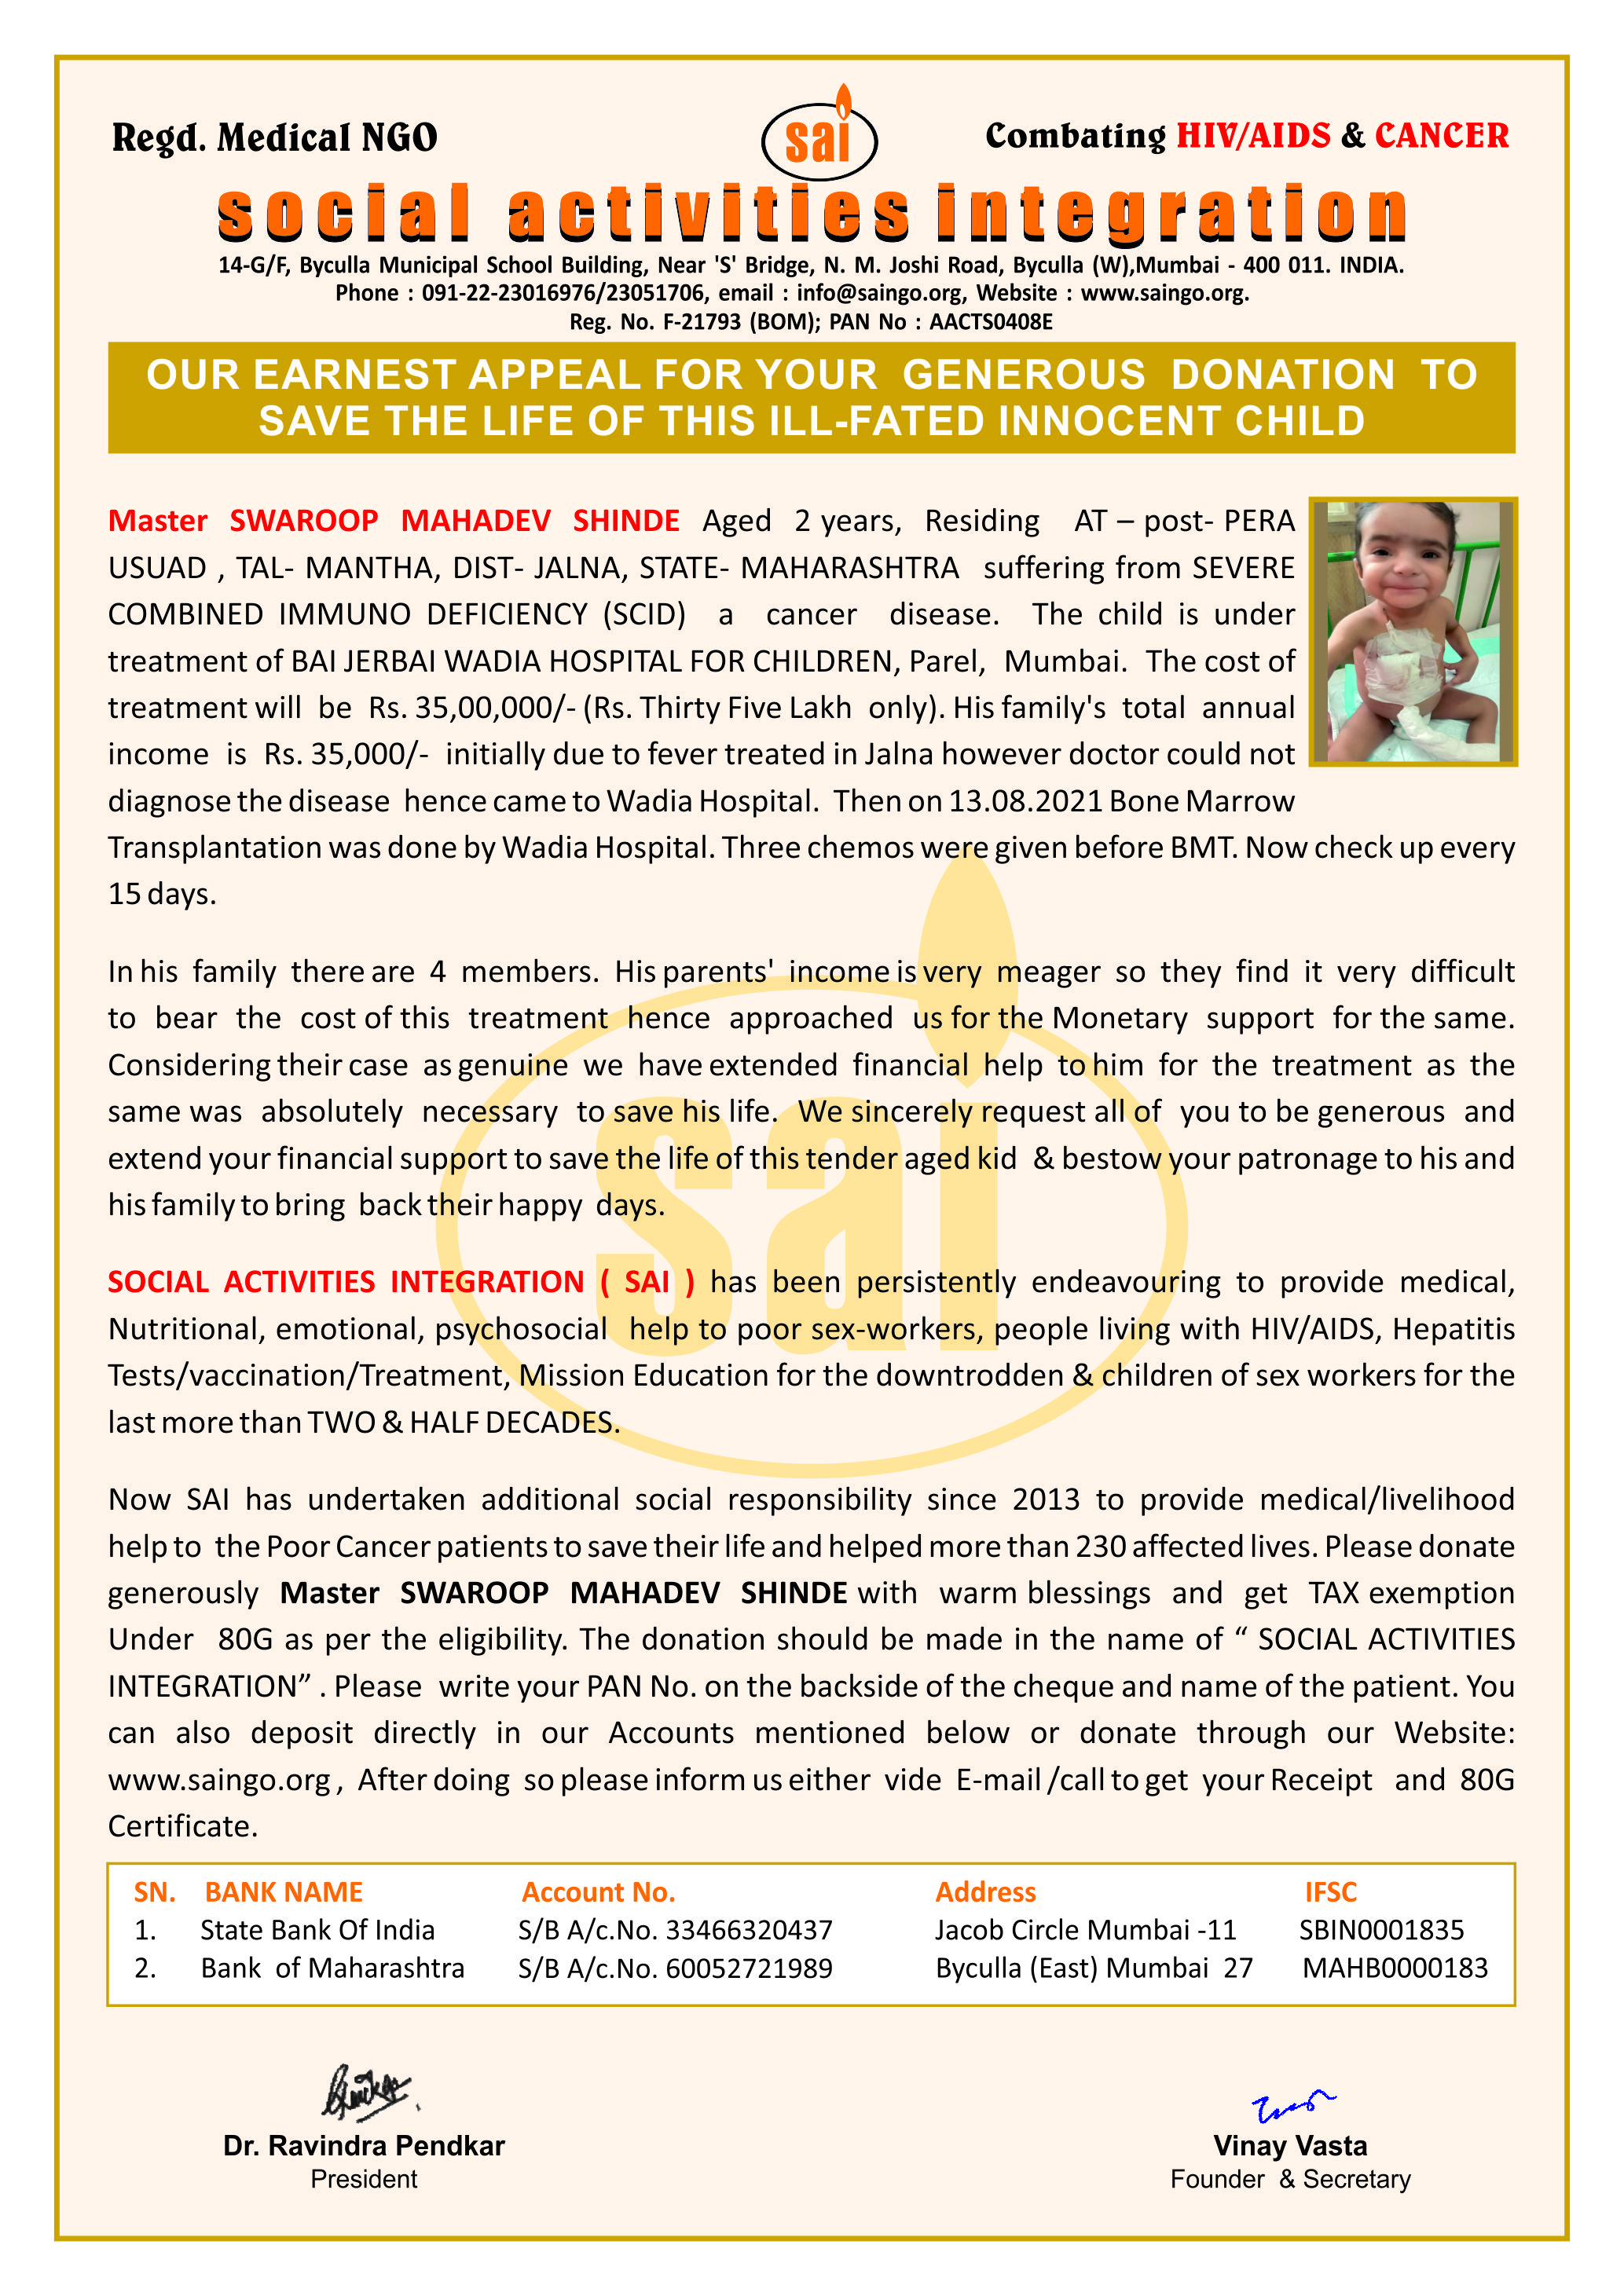 Regd. Medical NGO
sai
Combating HIV/AIDS & CANCER
social activities integration
14-G/F, Byculla Municipal School Building, Near 'S' Bridge, N. M. Joshi Road, Byculla (W),Mumbai - 400 011. INDIA.
Phone : 091-22-23016976/23051706, email : info@saingo.org, Website : www.saingo.org.
Reg. No. F-21793 (BOM); PAN No : AACTS0408E
OUR EARNEST APPEAL FOR YOUR GENEROUS DONATION TO
SAVE THE LIFE OF THIS ILL-FATED INNOCENT CHILD
Master SWAROOP MAHADEV SHINDE Aged 2 years, Residing AT – post- PERA
USUAD , TAL- MANTHA, DIST- JALNA, STATE- MAHARASHTRA suffering from SEVERE
COMBINED IMMUNO DEFICIENCY (SCID) a cancer disease. The child is under
treatment of BAI JERBAI WADIA HOSPITAL FOR CHILDREN, Parel, Mumbai. The cost of
treatment will be Rs. 35,00,000/- (Rs. Thirty Five Lakh only). His family's total annual
income is Rs. 35,000/- initially due to fever treated in Jalna however doctor could not
diagnose the disease hence came to Wadia Hospital. Then on 13.08.2021 Bone Marrow
Transplantation was done by Wadia Hospital. Three chemos were given before BMT. Now check up every
15 days.
In his family there are 4 members. His parents' income is very meager so they find it very difficult
to bear the cost of this treatment hence approached us for the Monetary support for the same.
Considering their case as genuine we have extended financial help to him for the treatment as the
same was absolutely necessary to save his life. We sincerely request all of you to be generous and
extend your financial support to save the life of this tender aged kid & bestow your patronage to his and
his family to bring back their happy days.
SOCIAL ACTIVITIES INTEGRATION ( SAI ) has been persistently endeavouring to provide medical,
Nutritional, emotional, psychosocial help to poor sex-workers, people living with HIV/AIDS, Hepatitis
Tests/vaccination/Treatment, Mission Education for the downtrodden & children of sex workers for the
last more than TWO & HALF DECADES.
Now SAI has undertaken additional social responsibility since 2013 to provide medical/livelihood
help to the Poor Cancer patients to save their life and helped more than 230 affected lives. Please donate
generously Master SWAROOP MAHADEV SHINDE with warm blessings and get TAX exemption
Under 80G as per the eligibility. The donation should be made in the name of “ SOCIAL ACTIVITIES
INTEGRATION” . Please write your PAN No. on the backside of the cheque and name of the patient. You
can also deposit directly in our Accounts mentioned below or donate through our Website:
www.saingo.org , After doing so please inform us either vide E-mail /call to get your Receipt and 80G
Certificate.
sai
SN. BANK NAME Account No. Address IFSC
1. State Bank Of India S/B A/c.No. 33466320437 Jacob Circle Mumbai -11 SBIN0001835
2. Bank of Maharashtra S/B A/c.No. 60052721989 Byculla (East) Mumbai 27 MAHB0000183
Dr. Ravindra Pendkar
President
Vinay Vasta
Founder & Secretary